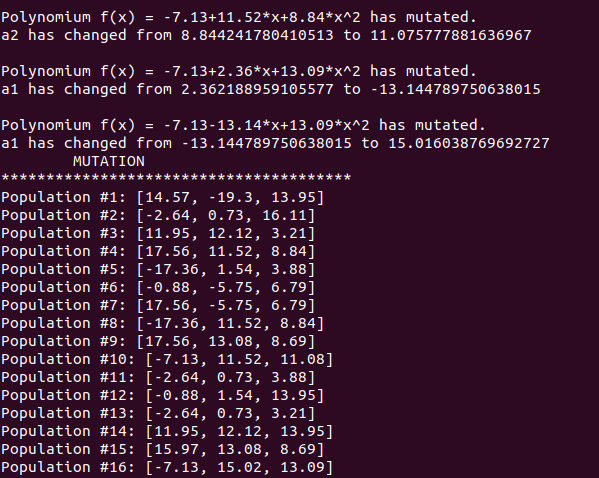 Polynomium f(x) = -7.13+11.52*x+8.84*x^2 has mutated.
a2 has changed from 8.844241780410513 to 11.075777881636967
Polynomium f(x) = -7.13+2.36*x+13.09*x^2 has mutated.
a1 has changed from 2.362188959105577 to -13.144789750638015
Polynomium f(x) = -7.13-13.14*x+13.09*x^2 has mutated.
a1 has changed from -13.144789750638015 to 15.016038769692727
MUTATION
***************************************
Population #1: [14.57, -19.3, 13.95]
Population #2: [-2.64, 0.73, 16.11]
Population #3: [11.95, 12.12, 3.21]
Population #4: [17.56, 11.52, 8.84]
Population #5: [-17.36, 1.54, 3.88]
Population #6: [-0.88, -5.75, 6.79]
Population #7: [17.56, -5.75, 6.79]
Population #8: [-17.36, 11.52, 8.84]
Population #9: [17.56, 13.08, 8.69]
Population #10: [-7.13, 11.52, 11.08]
Population #11: [-2.64, 0.73, 3.88]
Population #12: [-0.88, 1.54, 13.95]
Population #13: [-2.64, 0.73, 3.21]
Population #14: [11.95, 12.12, 13.95]
Population #15: [15.97, 13.08, 8.69]
Population #16: [-7.13, 15.02, 13.09]